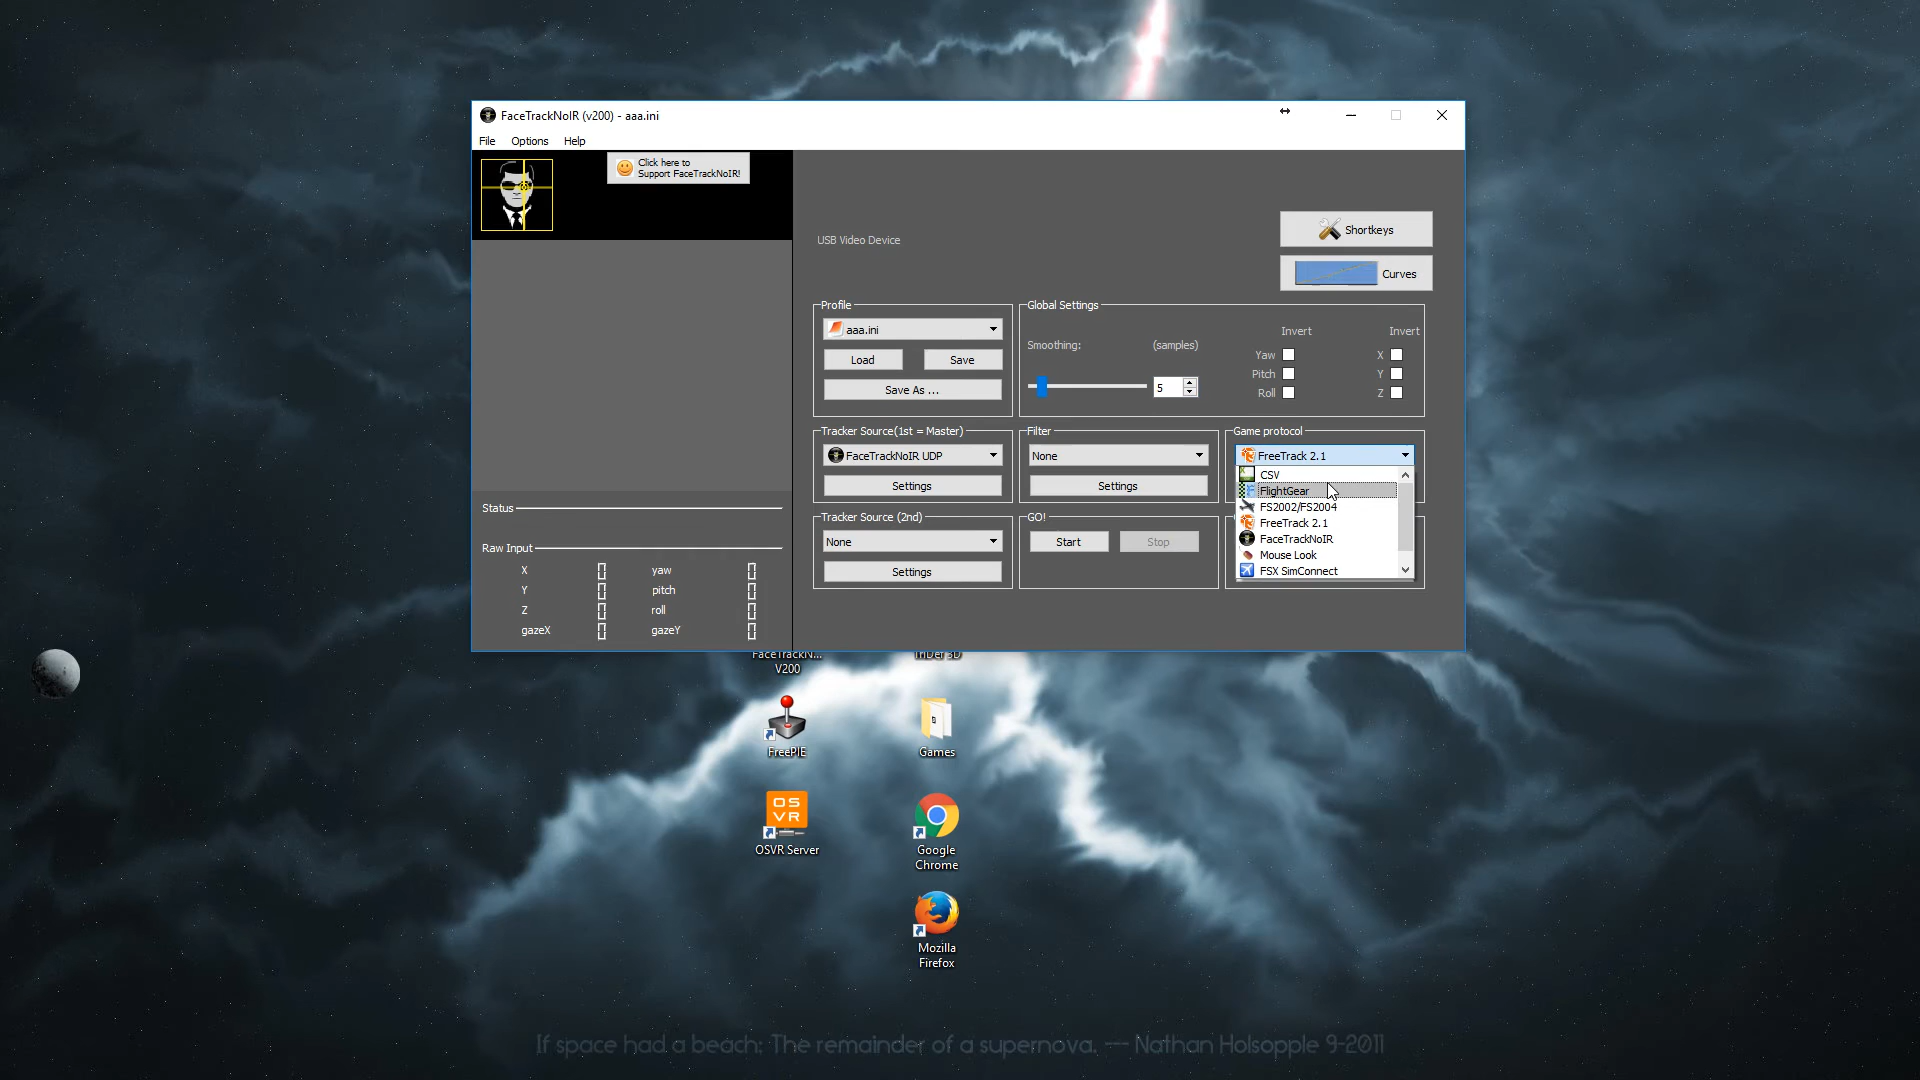 FaceTrackNoIR (v200) - aaa.ini
File Options Help
Click here to
Support FaceTrackNoIR!
USB Video Device
Shortkeys
Curves
Profile
aaa.ini
Load
Save
Save As ...
Global Settings
Smoothing:
(samples)
5
Invert
Invert
Yaw
X
Pitch
Y
Roll
Z
Tracker Source(1st = Master)
FaceTrackNoIR UDP
Settings
Filter
None
Settings
Game protocol
FreeTrack 2.1
CSV
FlightGear
FS2002/FS2004
FreeTrack 2.1
FaceTrackNoIR
Mouse Look
FSX SimConnect
Tracker Source (2nd)
None
Settings
GO!
Start
Stop
Status
Raw Input
X
yaw
Y
pitch
Z
roll
gazeX
gazeY
FaceTrackN...
V200
TriDef 3D
FreePIE
Games
OS
VR
OSVR Server
Google
Chrome
Mozilla
Firefox
If space had a beach; The remainder of a supernova. --- Nathan Holsopple 9-2011